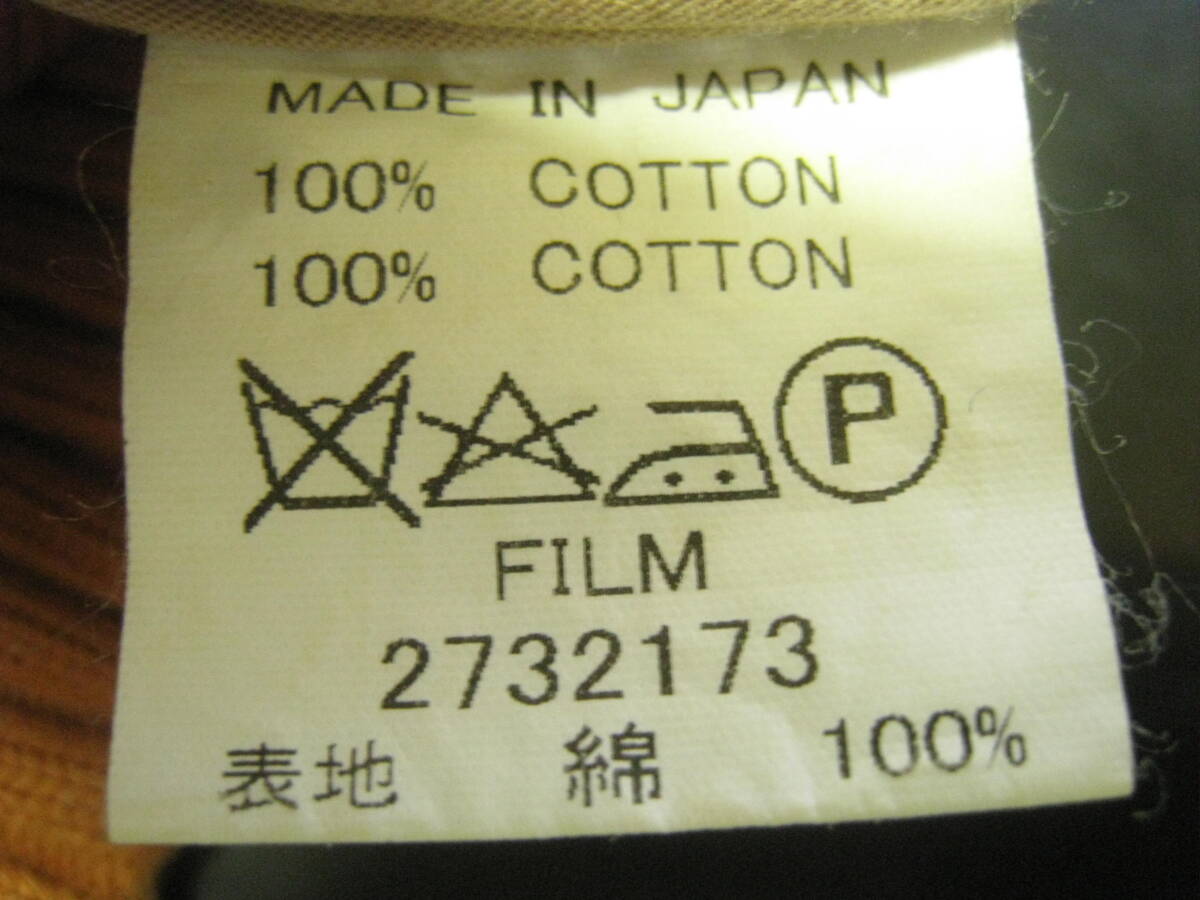 MADE IN JAPAN
100% COTTON
100% COTTON
P
FILM
2732173
表地 綿 100%